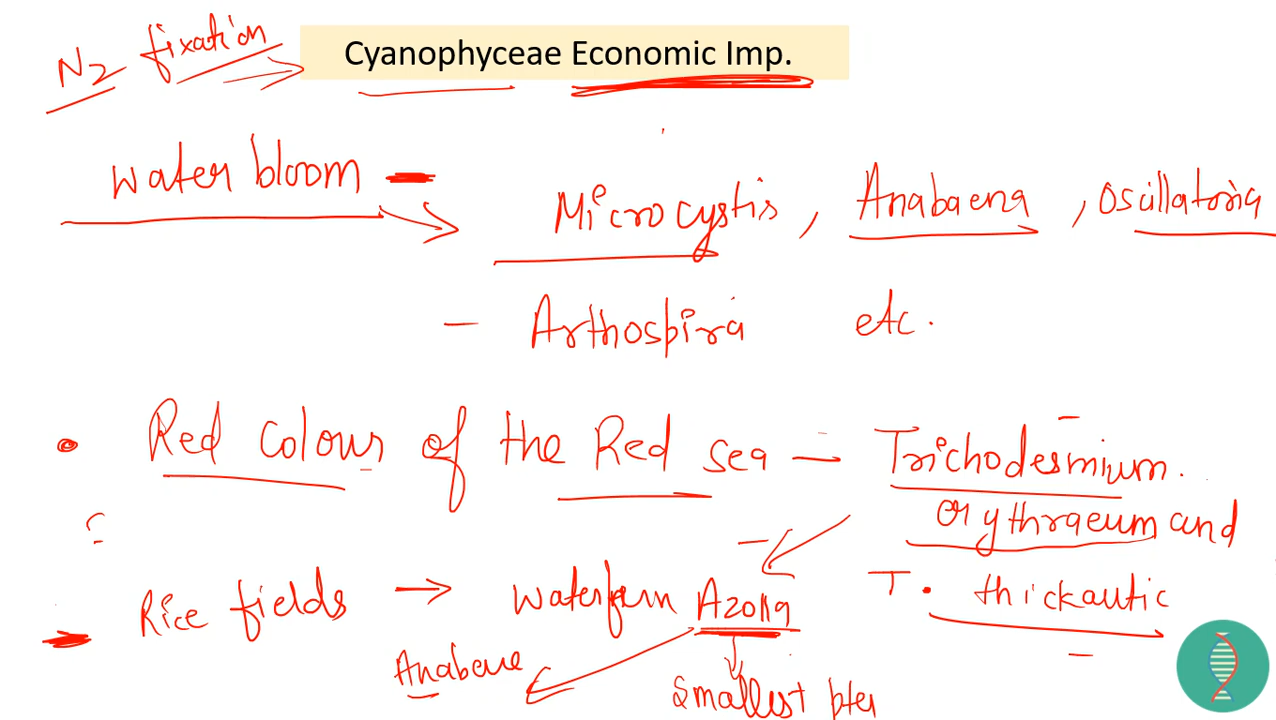 N2 fixation
Cyanophyceae Economic Imp.
Water bloom - Microcystis, Anabaena, Oscillatoria
- Arthospira etc.
• Red Colour of the Red sea - Trichodesmium.
erythraeum and
T. thickautic
- Rice fields → Waterfern Azolla
Anabene
Smallest pter